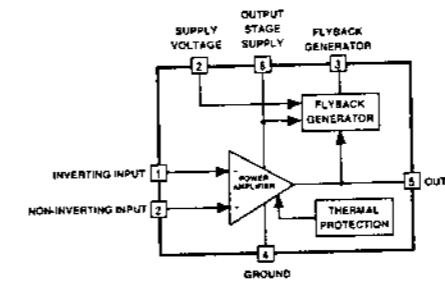 SUPPLY
VOLTAGE
OUTPUT
STAGE
SUPPLY
FLYBACK
GENERATOR
2
6
3
FLYBACK
GENERATOR
INVERTING INPUT
1
POWER
AMPLIFIER
5
OUT
NON-INVERTING INPUT
2
THERMAL
PROTECTION
4
GROUND